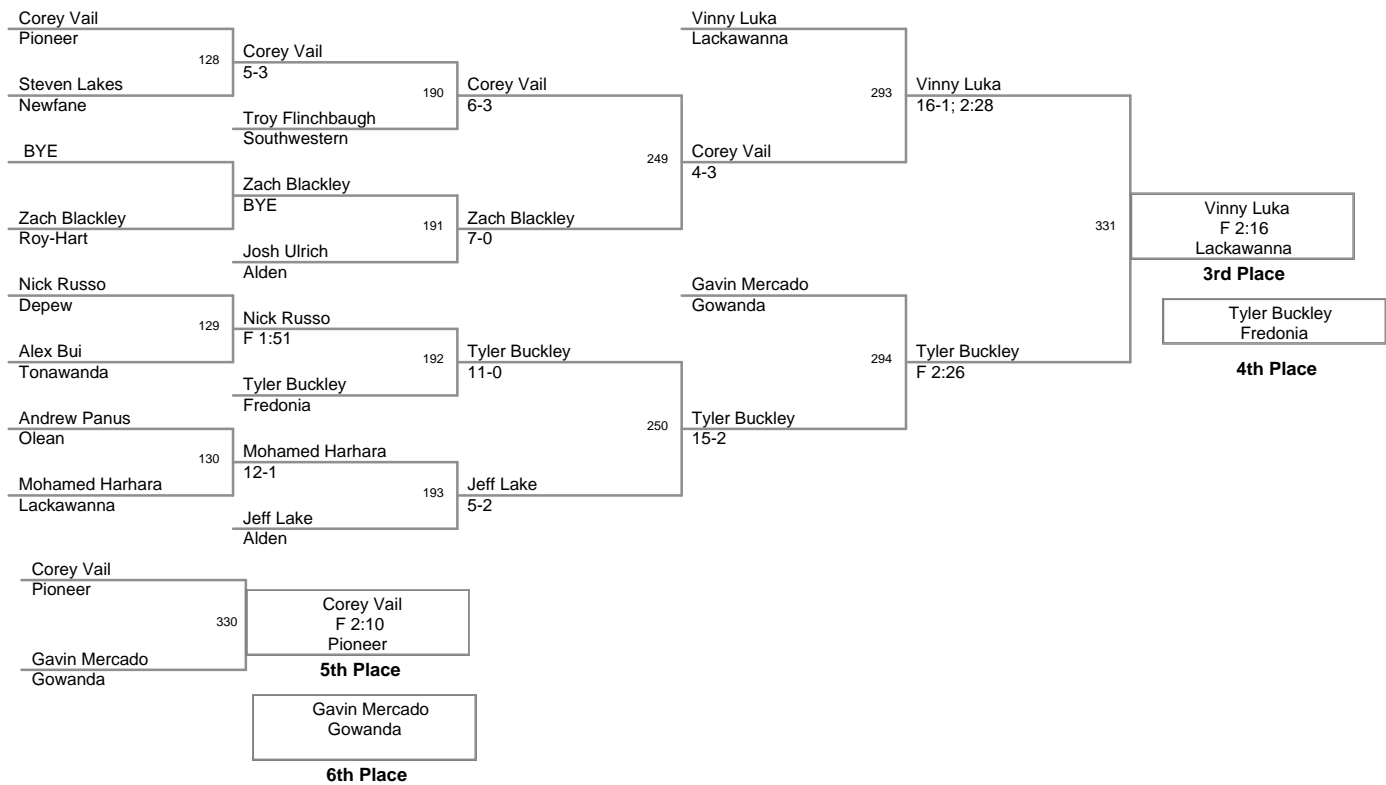 Corey Vail
Pioneer
128
Steven Lakes
Newfane
BYE
Zach Blackley
Roy-Hart
Nick Russo
Depew
129
Alex Bui
Tonawanda
Andrew Panus
Olean
130
Mohamed Harhara
Lackawanna
Corey Vail
5-3
190
Troy Flinchbaugh
Southwestern
Zach Blackley
BYE
191
Josh Ulrich
Alden
Nick Russo
F 1:51
192
Tyler Buckley
Fredonia
Mohamed Harhara
12-1
193
Jeff Lake
Alden
Corey Vail
6-3
249
Zach Blackley
7-0
Tyler Buckley
11-0
250
Jeff Lake
5-2
Vinny Luka
Lackawanna
293
Corey Vail
4-3
Gavin Mercado
Gowanda
294
Tyler Buckley
15-2
Vinny Luka
16-1; 2:28
331
Tyler Buckley
F 2:26
Vinny Luka
F 2:16
Lackawanna
3rd Place
Tyler Buckley
Fredonia
4th Place
Corey Vail
Pioneer
330
Gavin Mercado
Gowanda
Corey Vail
F 2:10
Pioneer
5th Place
Gavin Mercado
Gowanda
6th Place